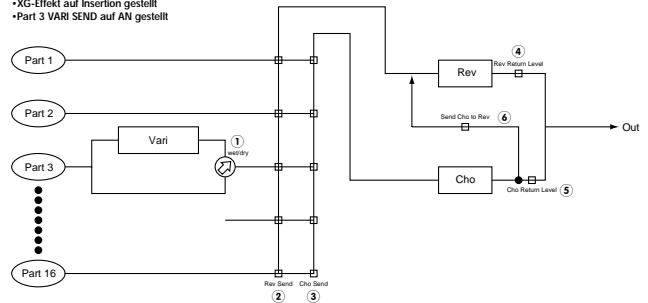 •XG-Effekt auf Insertion gestellt
•Part 3 VARI SEND auf AN gestellt
Part 1
Part 2
Part 3
Part 16
Vari
1
wet/dry
Rev Send
2
Cho Send
3
Rev
4
Rev Return Level
Send Cho to Rev 6
Out
Cho
Cho Return Level 5